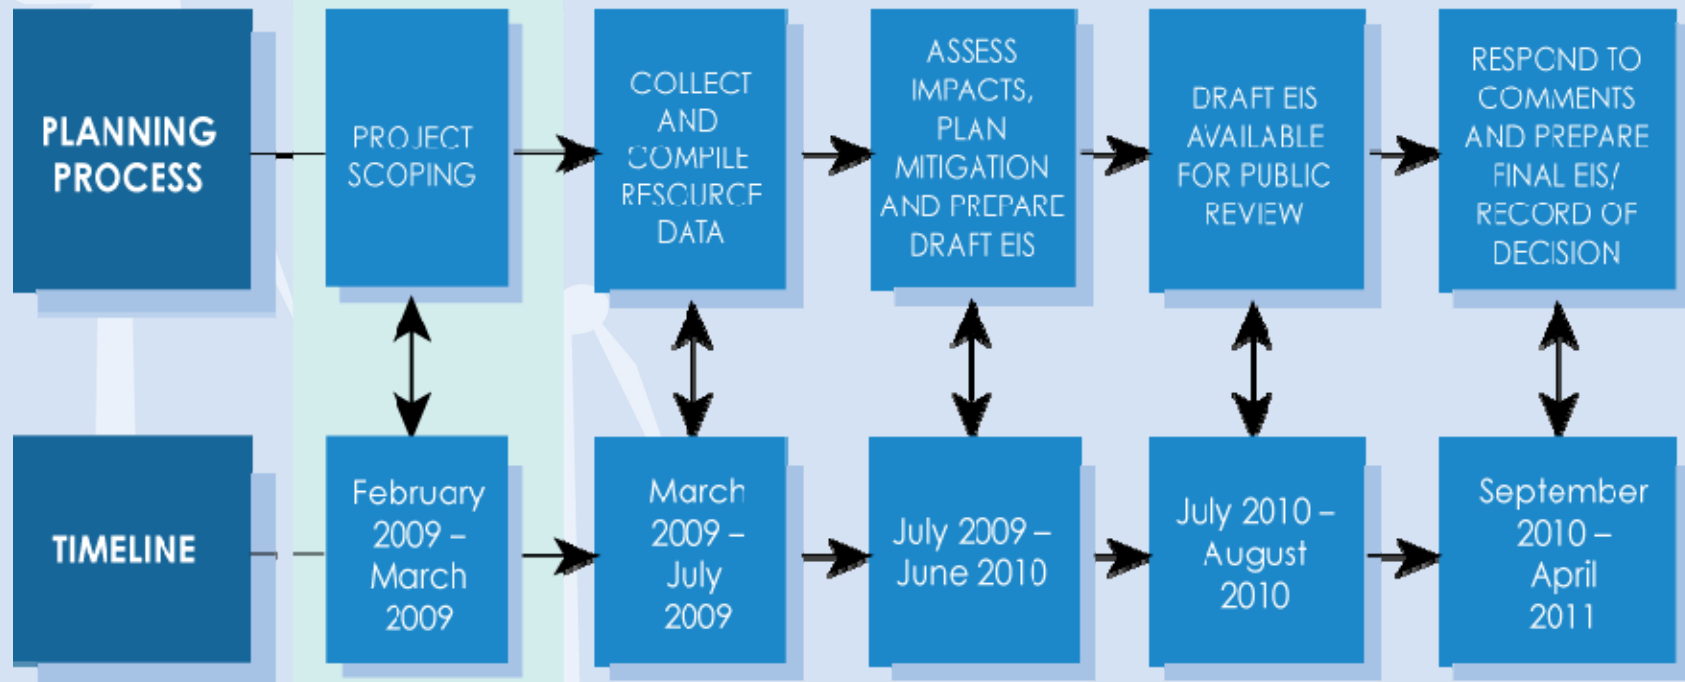 PLANNING
PROCESS
PROJECT
SCOPING
COLLECT
AND
COMPILE
RESOURCE
DATA
ASSESS
IMPACTS,
PLAN
MITIGATION
AND PREPARE
DRAFT EIS
DRAFT EIS
AVAILABLE
FOR PUBLIC
REVIEW
RESPOND TO
COMMENTS
AND PREPARE
FINAL EIS/
RECORD OF
DECISION
TIMELINE
February
2009 –
March
2009
March
2009 –
July
2009
July 2009 –
June 2010
July 2010 –
August
2010
September
2010 –
April
2011